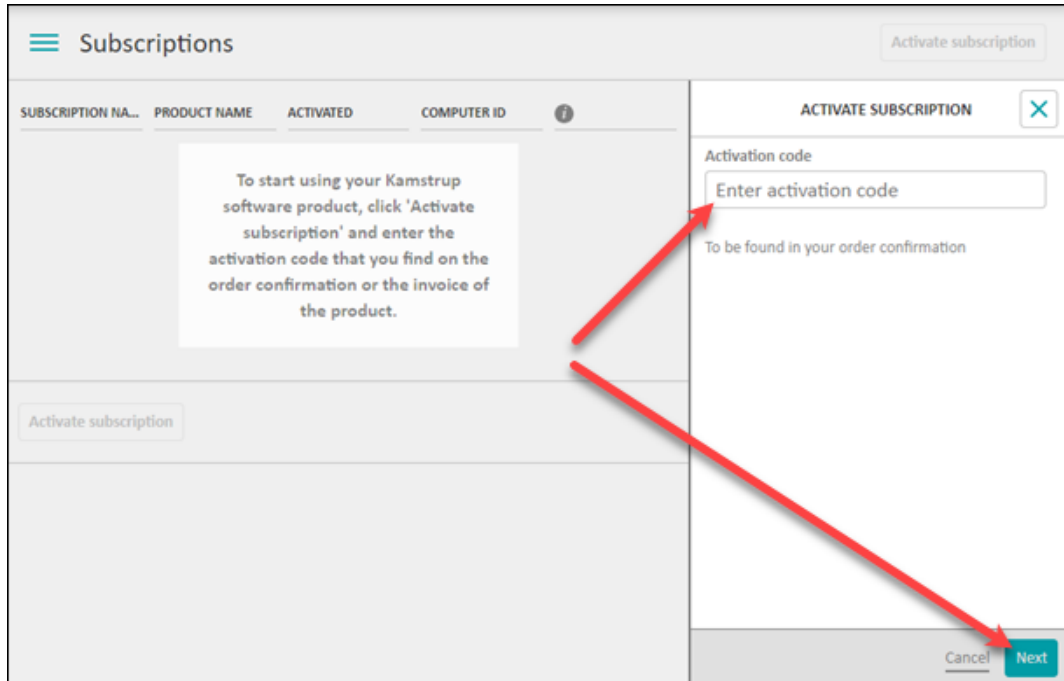 Subscriptions
Activate subscription
SUBSCRIPTION NA... PRODUCT NAME ACTIVATED COMPUTER ID
To start using your Kamstrup
software product, click 'Activate
subscription' and enter the
activation code that you find on the
order confirmation or the invoice of
the product.
Activate subscription
ACTIVATE SUBSCRIPTION
Activation code
Enter activation code
To be found in your order confirmation
Cancel Next